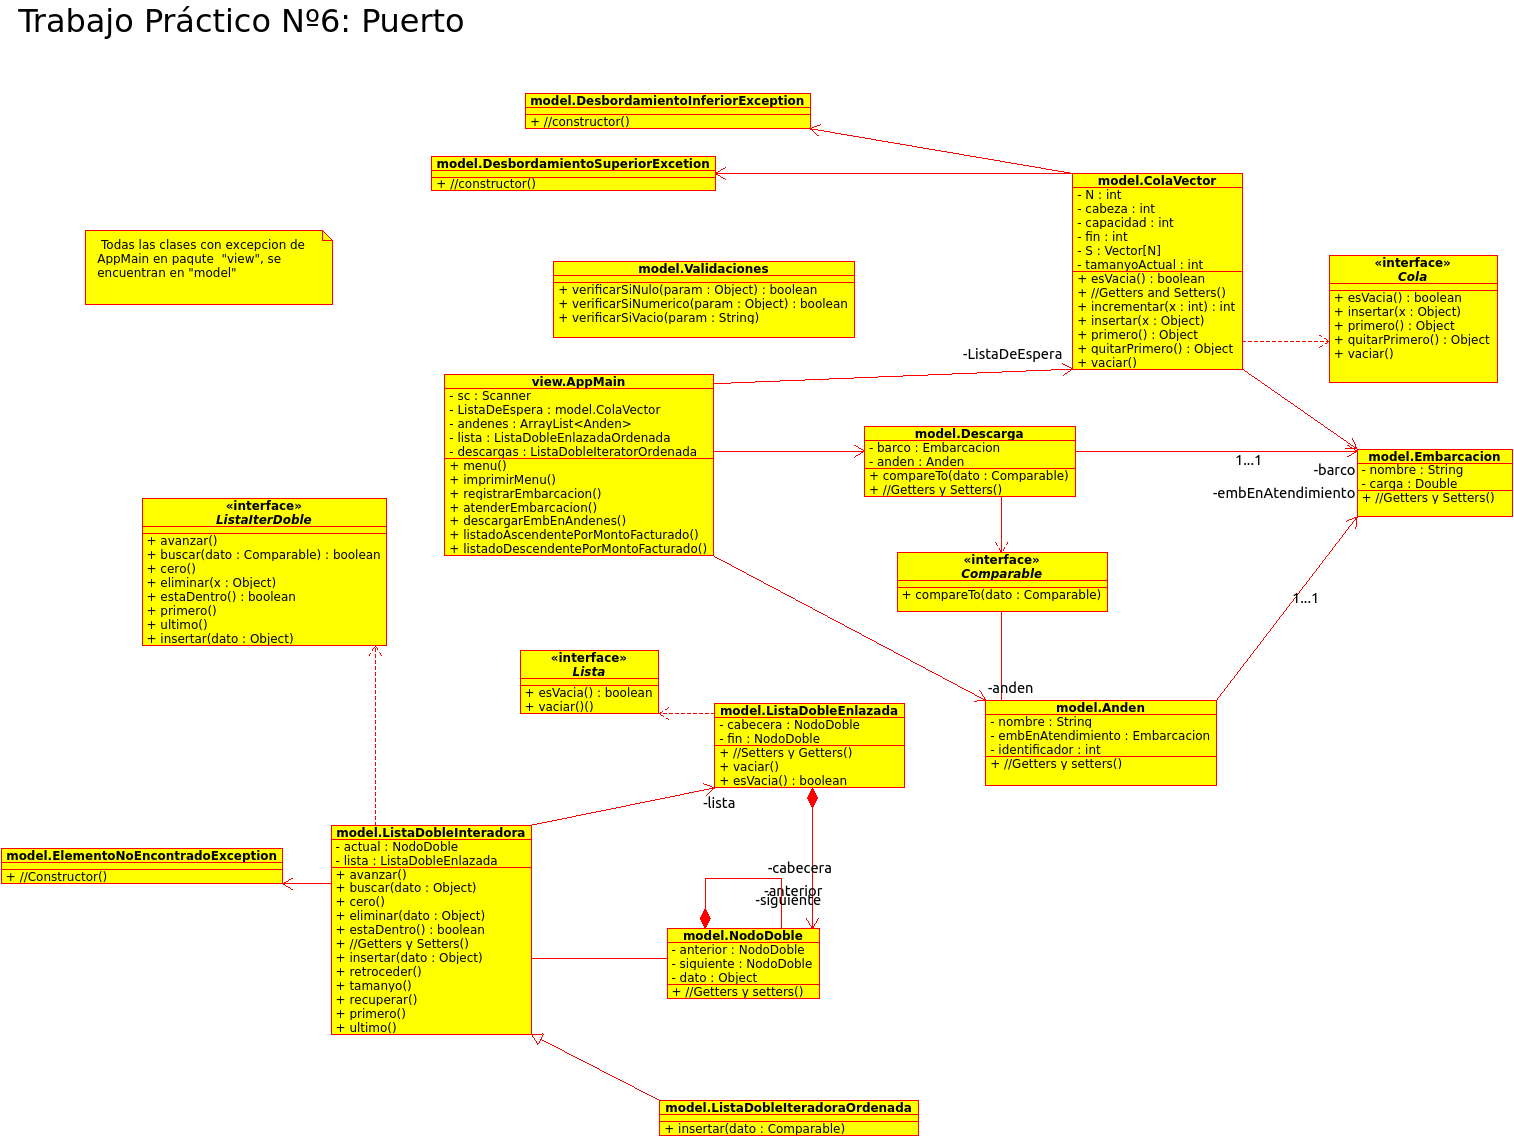 Trabajo Práctico Nº6: Puerto
model.DesbordamientoInferiorException
+ //constructor()
model.DesbordamientoSuperiorExcetion
+ //constructor()
model.ColaVector
- N : int
- cabeza : int
- capacidad : int
- fin : int
- S : Vector[N]
- tamanyoActual : int
+ esVacia() : boolean
+ //Getters and Setters()
+ incrementar(x : int) : int
+ insertar(x : Object)
+ primero() : Object
+ quitarPrimero() : Object
+ vaciar()
Todas las clases con excepcion de
AppMain en paqute  "view", se
encuentran en "model"
model.Validaciones
+ verificarSiNulo(param : Object) : boolean
+ verificarSiNumerico(param : Object) : boolean
+ verificarSiVacio(param : String)
«interface»
Cola
+ esVacia() : boolean
+ insertar(x : Object)
+ primero() : Object
+ quitarPrimero() : Object
+ vaciar()
-ListaDeEspera
view.AppMain
- sc : Scanner
- ListaDeEspera : model.ColaVector
- andenes : ArrayList<Anden>
- lista : ListaDobleEnlazadaOrdenada
- descargas : ListaDobleIteratorOrdenada
+ menu()
+ imprimirMenu()
+ registrarEmbarcacion()
+ atenderEmbarcacion()
+ descargarEmbEnAndenes()
+ listadoAscendentePorMontoFacturado()
+ listadoDescendentePorMontoFacturado()
model.Descarga
- barco : Embarcacion
- anden : Anden
+ compareTo(dato : Comparable)
+ //Getters y Setters()
1...1
-barco
-embEnAtendimiento
model.Embarcacion
- nombre : String
- carga : Double
+ //Getters y Setters()
«interface»
ListaIterDoble
+ avanzar()
+ buscar(dato : Comparable) : boolean
+ cero()
+ eliminar(x : Object)
+ estaDentro() : boolean
+ primero()
+ ultimo()
+ insertar(dato : Object)
«interface»
Comparable
+ compareTo(dato : Comparable)
1...1
«interface»
Lista
+ esVacia() : boolean
+ vaciar()()
-anden
model.ListaDobleEnlazada
- cabecera : NodoDoble
- fin : NodoDoble
+ //Setters y Getters()
+ vaciar()
+ esVacia() : boolean
model.Anden
- nombre : String
- embEnAtendimiento : Embarcacion
- identificador : int
+ //Getters y setters()
-lista
model.ListaDobleInteradora
- actual : NodoDoble
- lista : ListaDobleEnlazada
+ avanzar()
+ buscar(dato : Object)
+ cero()
+ eliminar(dato : Object)
+ estaDentro() : boolean
+ //Getters y Setters()
+ insertar(dato : Object)
+ retroceder()
+ tamanyo()
+ recuperar()
+ primero()
+ ultimo()
model.ElementoNoEncontradoException
+ //Constructor()
-cabecera
-anterior
-siguiente
model.NodoDoble
- anterior : NodoDoble
- siguiente : NodoDoble
- dato : Object
+ //Getters y setters()
model.ListaDobleIteradoraOrdenada
+ insertar(dato : Comparable)